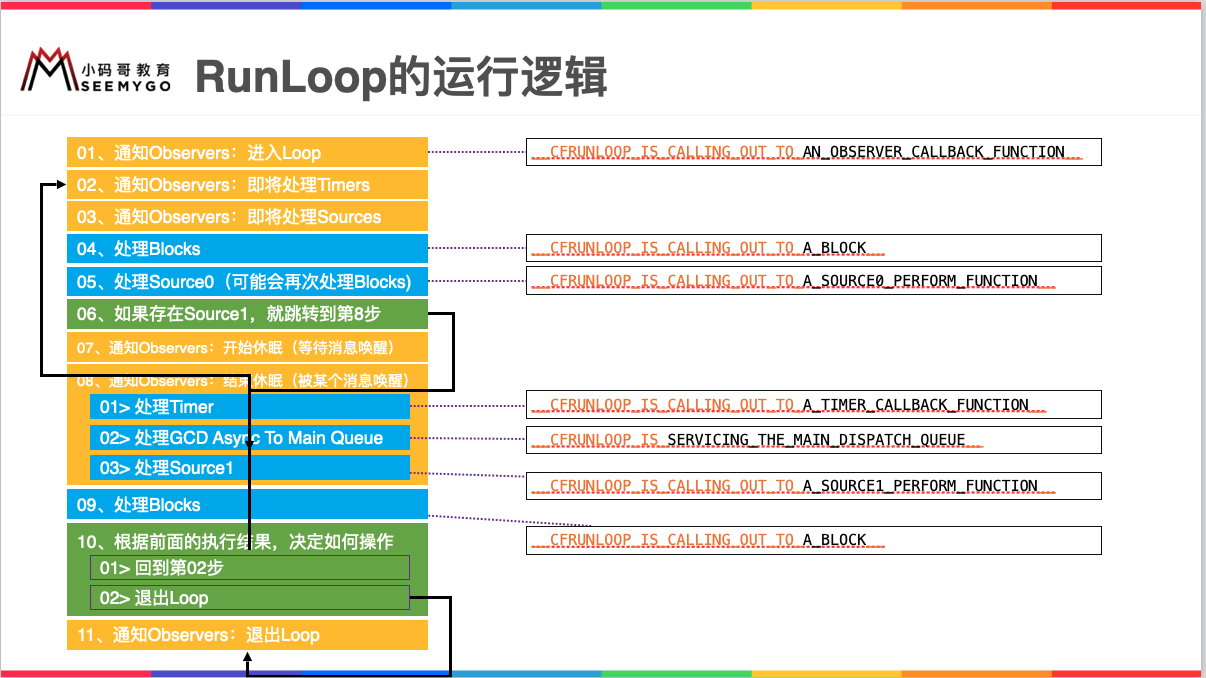 小码哥教育
SEEMYGO
RunLoop的运行逻辑
01、通知Observers：进入Loop
__CFRUNLOOP_IS_CALLING_OUT_TO_AN_OBSERVER_CALLBACK_FUNCTION__
02、通知Observers：即将处理Timers
03、通知Observers：即将处理Sources
04、处理Blocks
__CFRUNLOOP_IS_CALLING_OUT_TO_A_BLOCK__
05、处理Source0（可能会再次处理Blocks)
__CFRUNLOOP_IS_CALLING_OUT_TO_A_SOURCE0_PERFORM_FUNCTION__
06、如果存在Source1，就跳转到第8步
07、通知Observers：开始休眠（等待消息唤醒）
08、通知Observers：结束休眠（被某个消息唤醒）
01> 处理Timer
__CFRUNLOOP_IS_CALLING_OUT_TO_A_TIMER_CALLBACK_FUNCTION__
02> 处理GCD Async To Main Queue
__CFRUNLOOP_IS_SERVICING_THE_MAIN_DISPATCH_QUEUE__
03> 处理Source1
__CFRUNLOOP_IS_CALLING_OUT_TO_A_SOURCE1_PERFORM_FUNCTION__
09、处理Blocks
__CFRUNLOOP_IS_CALLING_OUT_TO_A_BLOCK__
10、根据前面的执行结果，决定如何操作
01> 回到第02步
02> 退出Loop
11、通知Observers：退出Loop